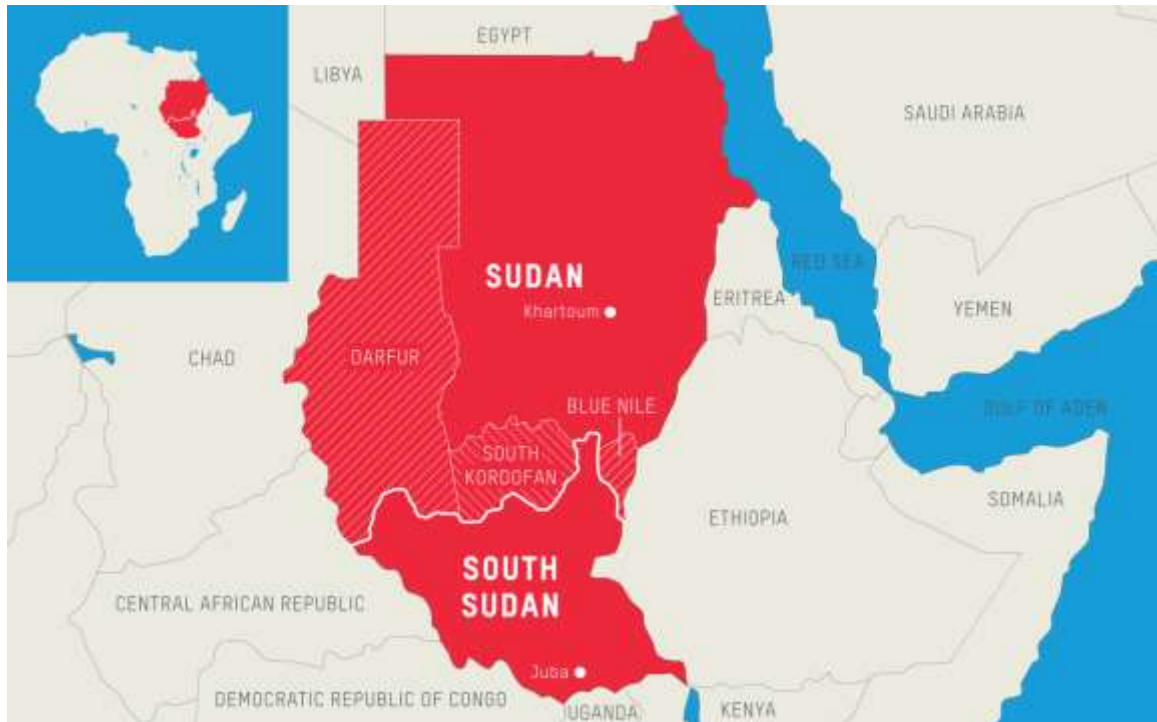 EGYPT
LIBYA
SAUDI ARABIA
SUDAN
RED SEA
Khartoum
ERITREA
YEMEN
CHAD
DARFUR
BLUE NILE
GULF OF ADEN
SOUTH
KORDOFAN
SOMALIA
ETHIOPIA
SOUTH
SUDAN
CENTRAL AFRICAN REPUBLIC
Juba
DEMOCRATIC REPUBLIC OF CONGO
UGANDA
KENYA